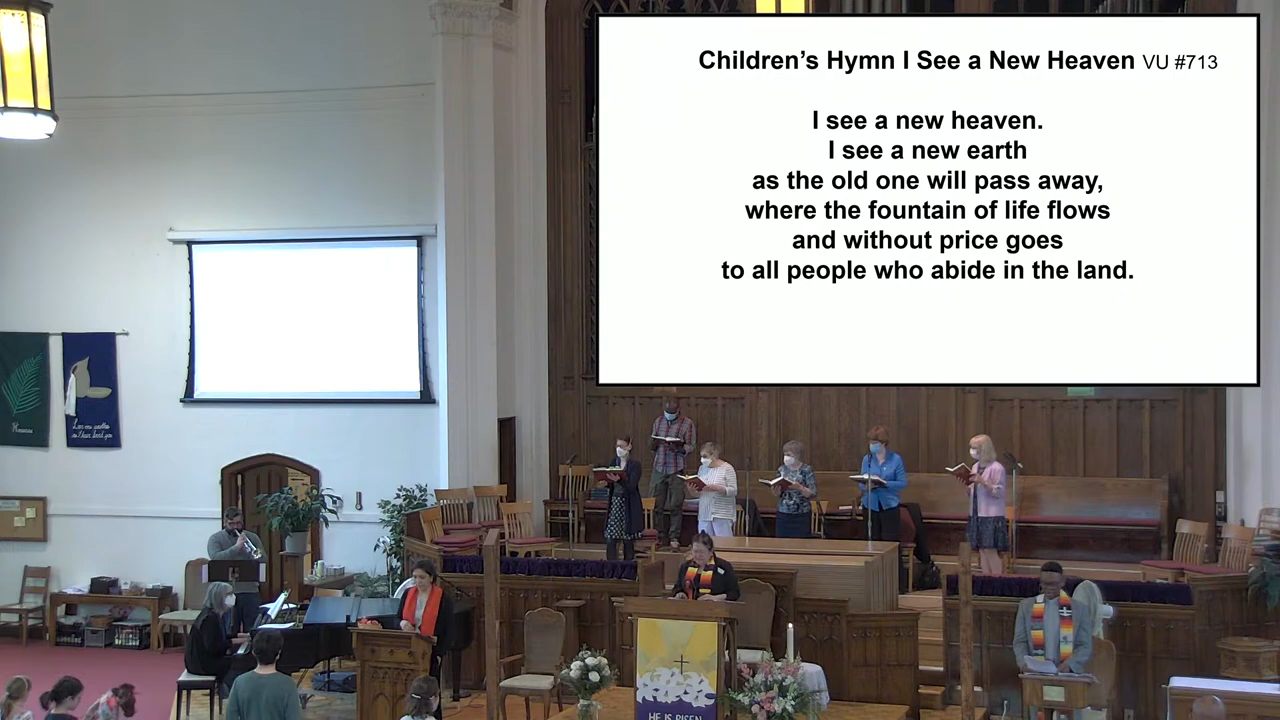 Children's Hymn I See a New Heaven VU #713
I see a new heaven.
I see a new earth
as the old one will pass away,
where the fountain of life flows
and without price goes
to all people who abide in the land.
HE IS RISEN